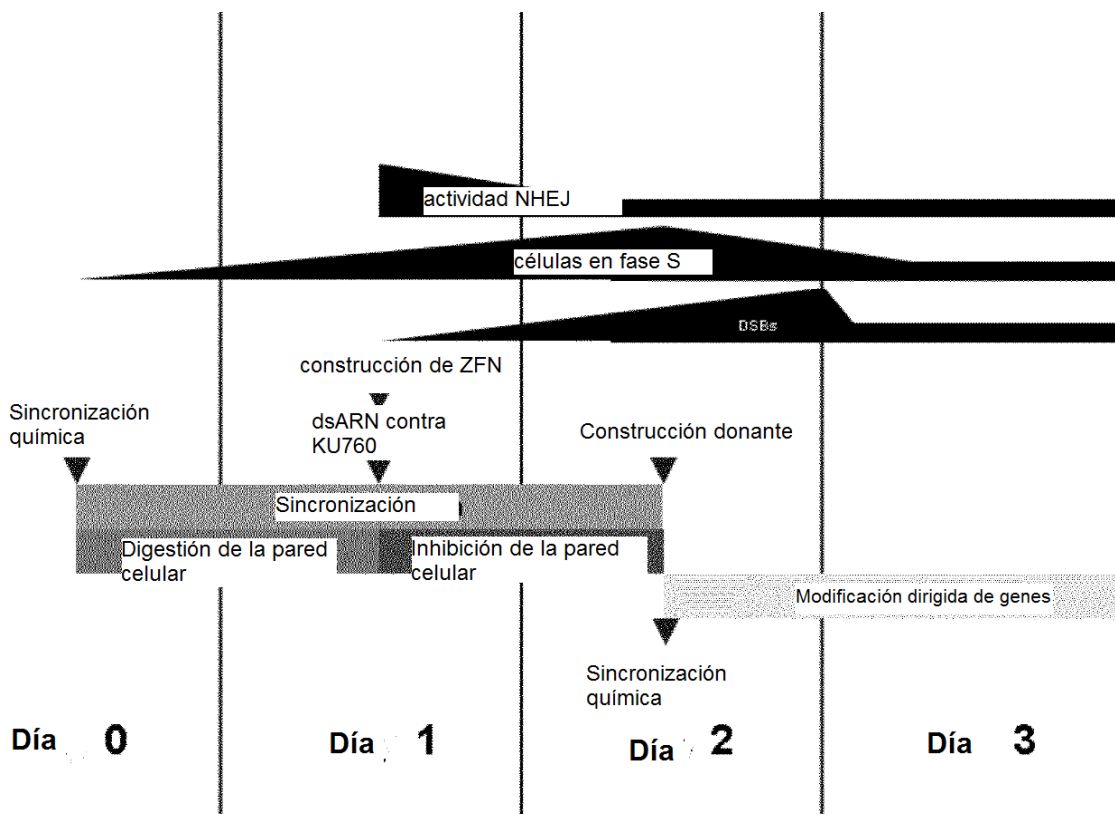 actividad NHEJ
células en fase S
DSBs
construcción de ZFN
Sincronización
química
dsARN contra
KU760
Construcción donante
Sincronización
Digestión de la pared
celular
Inhibición de la pared
celular
Modificación dirigida de genes
Sincronización
química
Día 0
Día 1
Día 2
Día 3